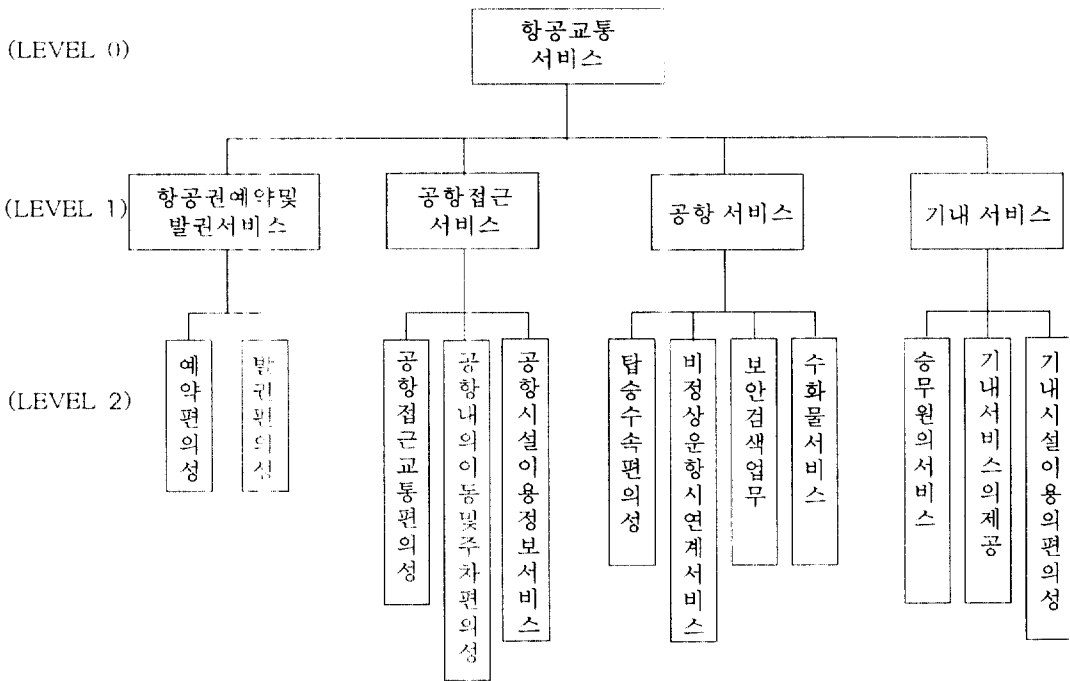 (LEVEL 0)
항공교통
서비스
(LEVEL 1)
항공권예약및
발권서비스
공항접근
서비스
공항 서비스
기내 서비스
(LEVEL 2)
예약편의성
발권편의성
공항접근교통편의성
공항내의이동및주차편의성
공항시설이용정보서비스
탑승수속편의성
비정상운항시연계서비스
보안검색업무
수화물서비스
승무원의서비스
기내서비스의제공
기내시설이용의편의성